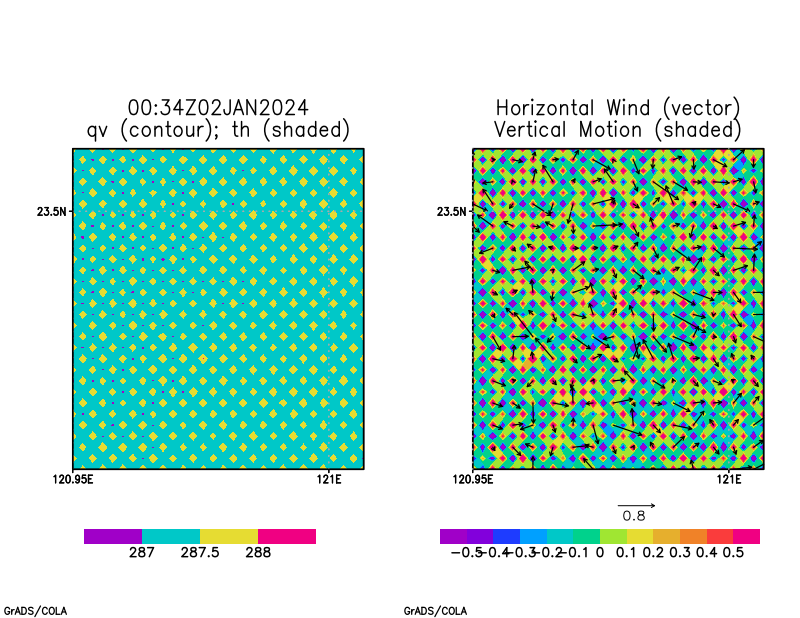 00:34Z02JAN2024
qv (contour); th (shaded)
23.5N
120.95E
121E
287
287.5
288
Horizontal Wind (vector)
Vertical Motion (shaded)
23.5N
120.95E
121E
0.8
-0.5 -0.4 -0.3 -0.2 -0.1 0 0.1 0.2 0.3 0.4 0.5
GrADS/COLA
GrADS/COLA